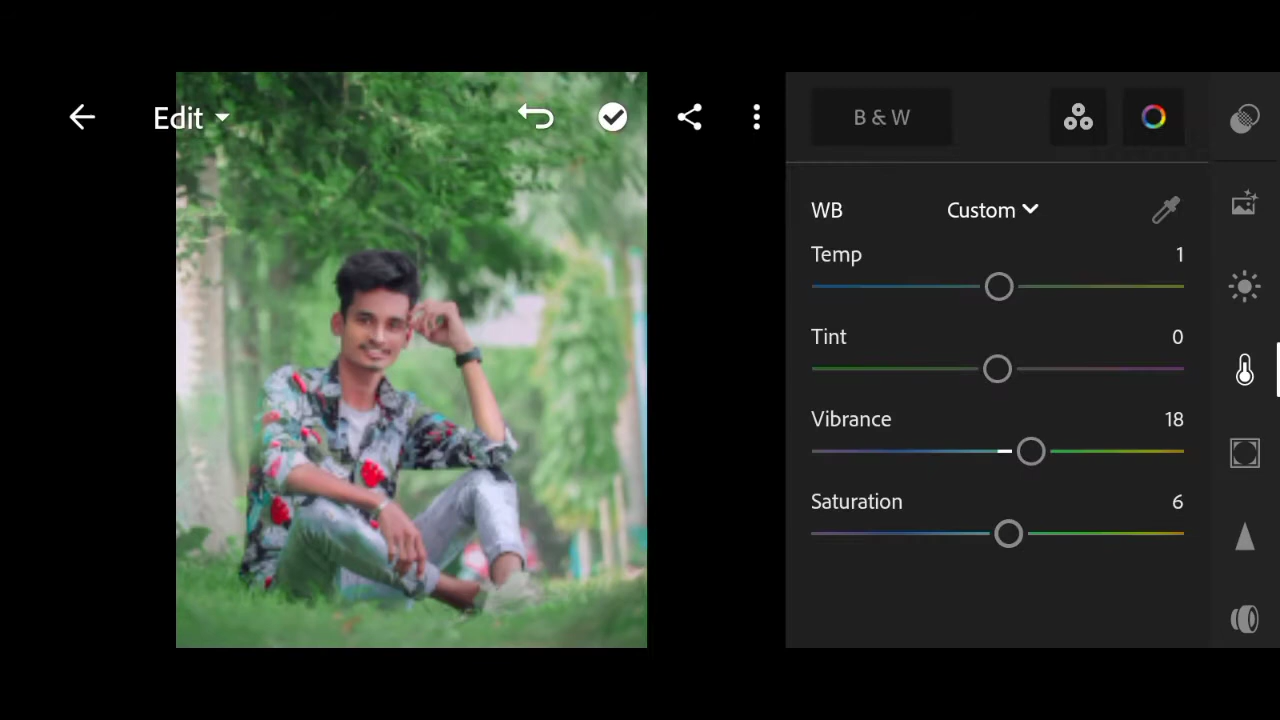 Edit
B & W
WB Custom
Temp 1
Tint 0
Vibrance 18
Saturation 6